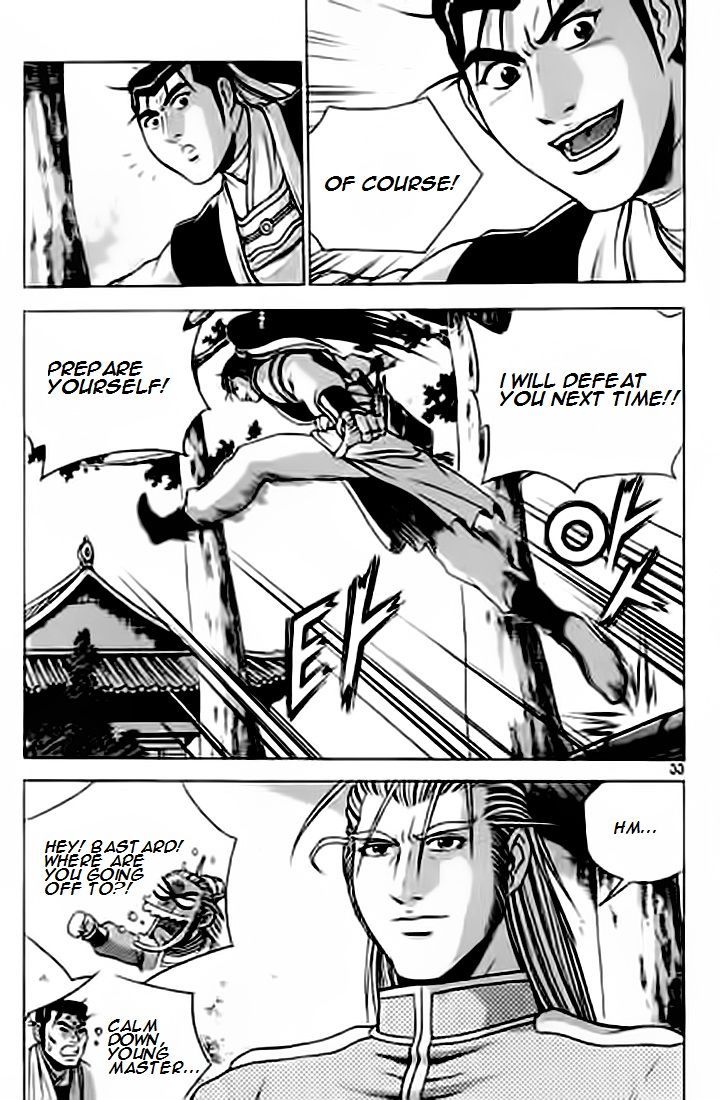 OF COURSE!
PREPARE
YOURSELF!
I WILL DEFEAT
YOU NEXT TIME!!
33
HM...
HEY! BASTARD!
WHERE ARE
YOU GOING
OFF TO?!
CALM
DOWN,
YOUNG
MASTER...